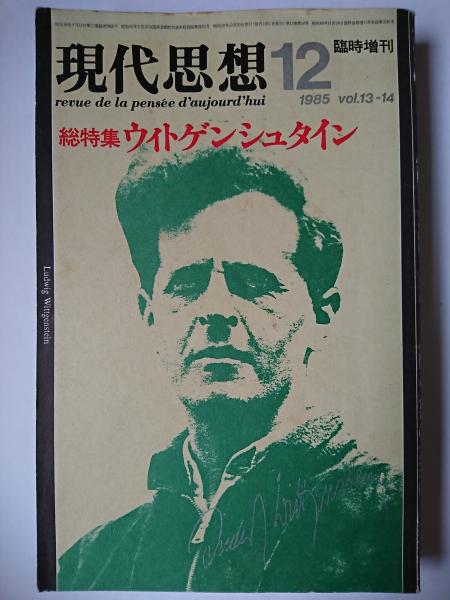 現代思想12
臨時増刊
revue de la pensée d'aujourd'hui
1985 vol.13-14
総特集ウィトゲンシュタイン
Ludwig Wittgenstein